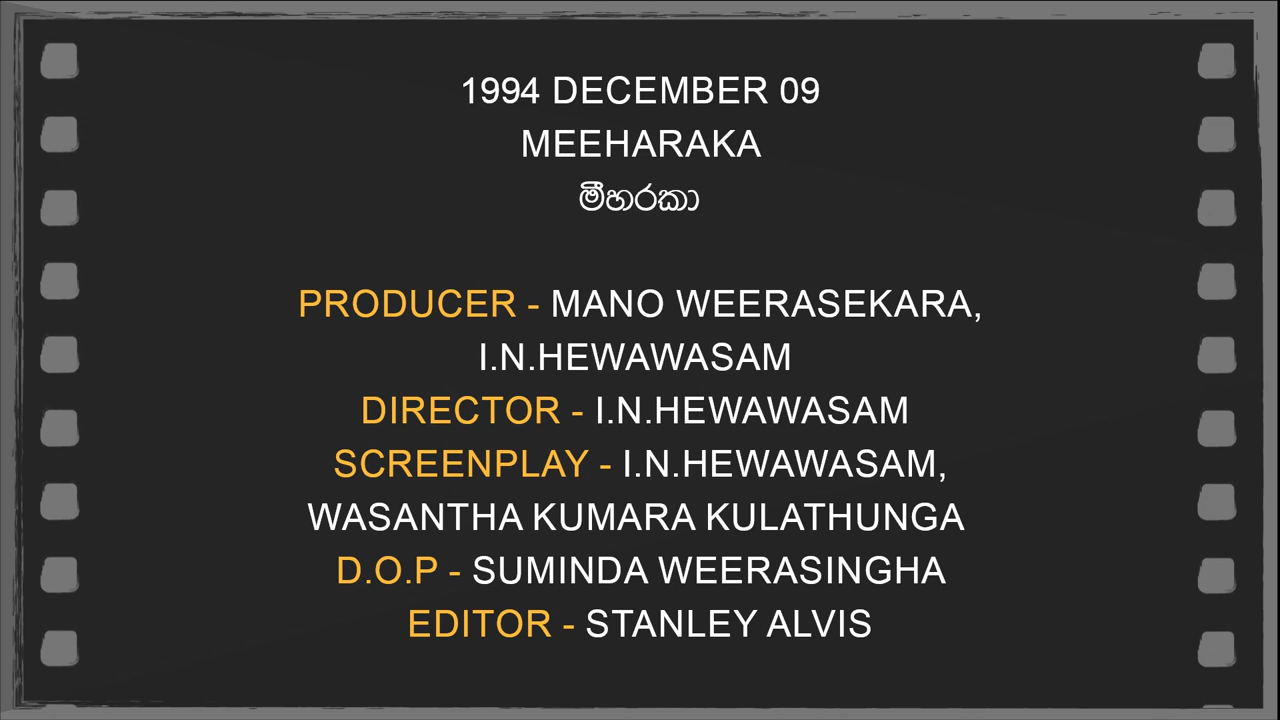 1994 DECEMBER 09
MEEHARAKA
මීහරකා
PRODUCER - MANO WEERASEKARA,
I.N.HEWAWASAM
DIRECTOR - I.N.HEWAWASAM
SCREENPLAY - I.N.HEWAWASAM,
WASANTHA KUMARA KULATHUNGA
D.O.P - SUMINDA WEERASINGHA
EDITOR - STANLEY ALVIS